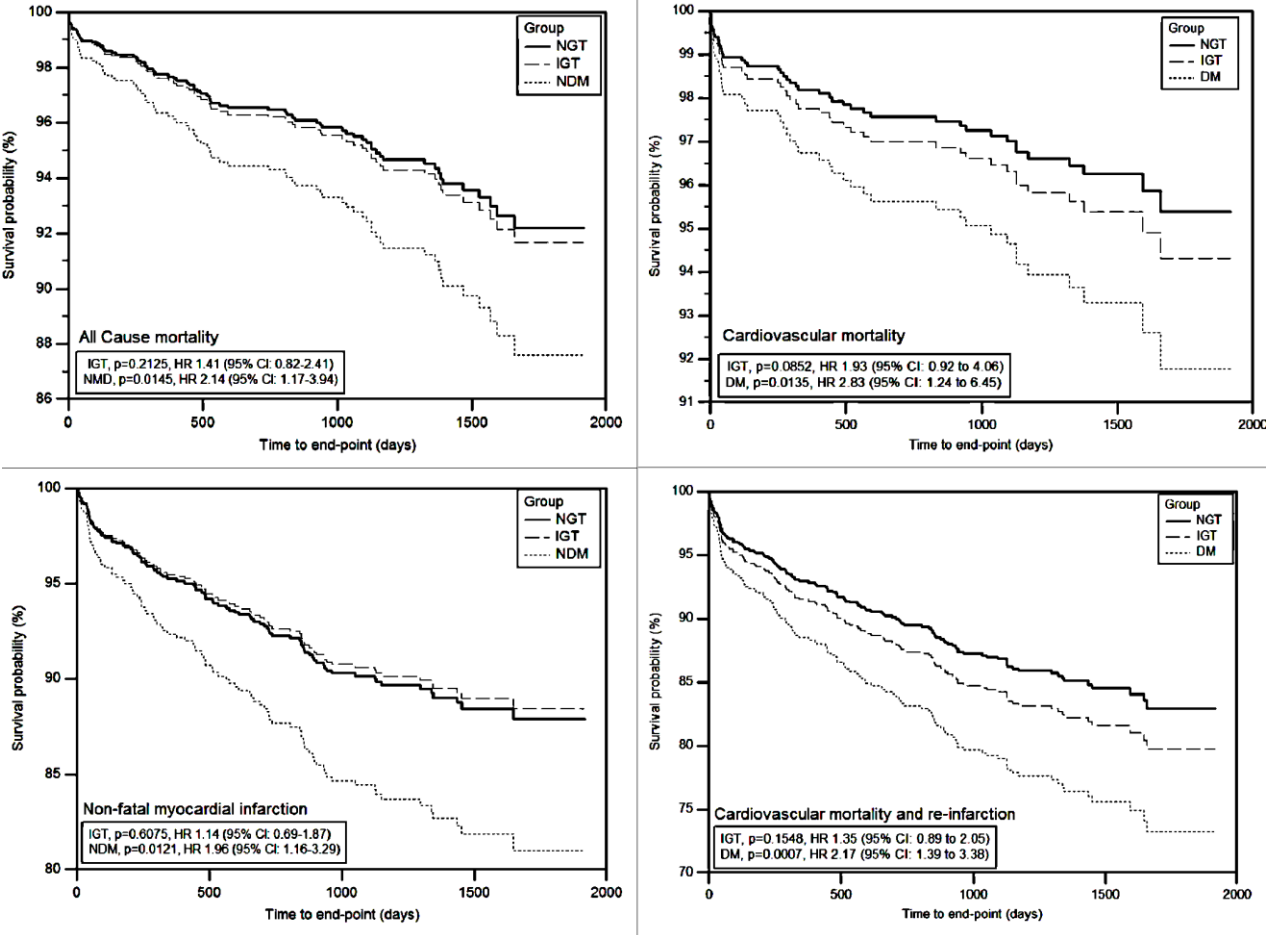 100
98
96
94
92
90
88
86
Survival probability (%)
Group
NGT
IGT
NDM
All Cause mortality
IGT, p=0.2125, HR 1.41 (95% CI: 0.82-2.41)
NMD, p=0.0145, HR 2.14 (95% CI: 1.17-3.94)
0 500 1000 1500 2000
Time to end-point (days)
100
99
98
97
96
95
94
93
92
91
Survival probability (%)
Group
NGT
IGT
DM
Cardiovascular mortality
IGT, p=0.0852, HR 1.93 (95% CI: 0.92 to 4.06)
DM, p=0.0135, HR 2.83 (95% CI: 1.24 to 6.45)
0 500 1000 1500 2000
Time to end-point (days)
100
95
90
85
80
Survival probability (%)
Group
NGT
IGT
NDM
Non-fatal myocardial infarction
IGT, p=0.6075, HR 1.14 (95% CI: 0.69-1.87)
NDM, p=0.0121, HR 1.96 (95% CI: 1.16-3.29)
0 500 1000 1500 2000
Time to end-point (days)
100
95
90
85
80
75
70
Survival probability (%)
Group
NGT
IGT
DM
Cardiovascular mortality and re-infarction
IGT, p=0.1548, HR 1.35 (95% CI: 0.89 to 2.05)
DM, p=0.0007, HR 2.17 (95% CI: 1.39 to 3.38)
0 500 1000 1500 2000
Time to end-point (days)